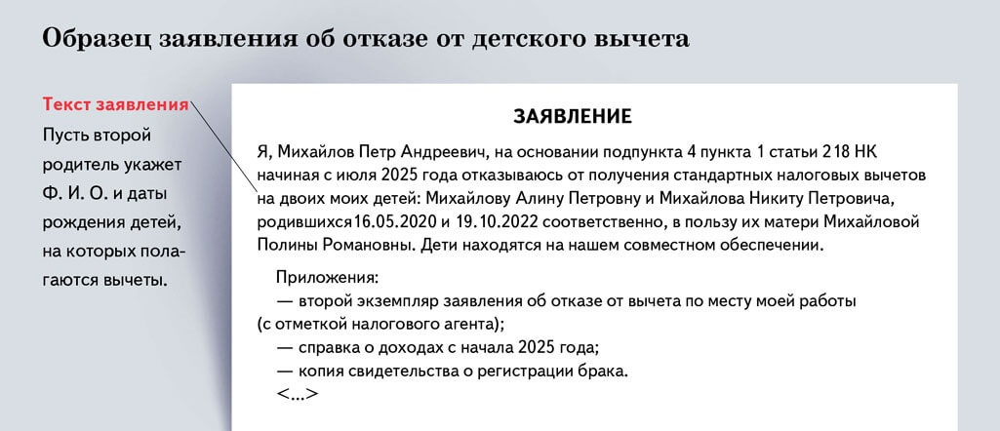 Образец заявления об отказе от детского вычета
Текст заявления
Пусть второй
родитель укажет
Ф. И. О. и даты
рождения детей,
на которых пола-
гаются вычеты.
ЗАЯВЛЕНИЕ
Я, Михайлов Петр Андреевич, на основании подпункта 4 пункта 1 статьи 218 НК
начиная с июля 2025 года отказываюсь от получения стандартных налоговых вычетов
на двоих моих детей: Михайлову Алину Петровну и Михайлова Никиту Петровича,
родившихся16.05.2020 и 19.10.2022 соответственно, в пользу их матери Михайловой
Полины Романовны. Дети находятся на нашем совместном обеспечении.
Приложения:
— второй экземпляр заявления об отказе от вычета по месту моей работы
(с отметкой налогового агента);
— справка о доходах с начала 2025 года;
— копия свидетельства о регистрации брака.
<...>